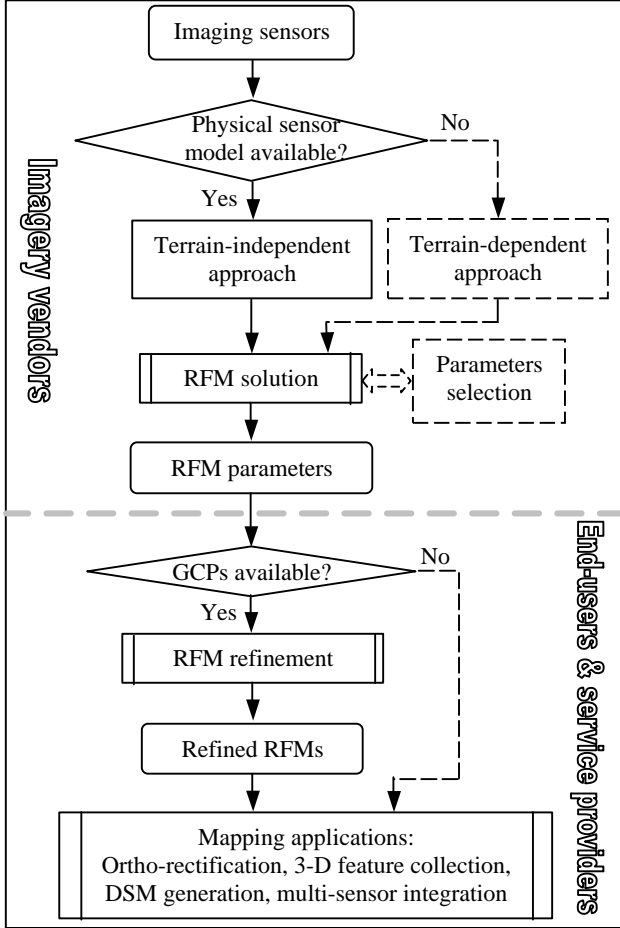 Imaging sensors
Physical sensor
model available?
No
Yes
Terrain-independent
approach
Terrain-dependent
approach
Imagery vendors
RFM solution
Parameters
selection
RFM parameters
GCPs available?
No
Yes
RFM refinement
Refined RFMs
End-users & service providers
Mapping applications:
Ortho-rectification, 3-D feature collection,
DSM generation, multi-sensor integration